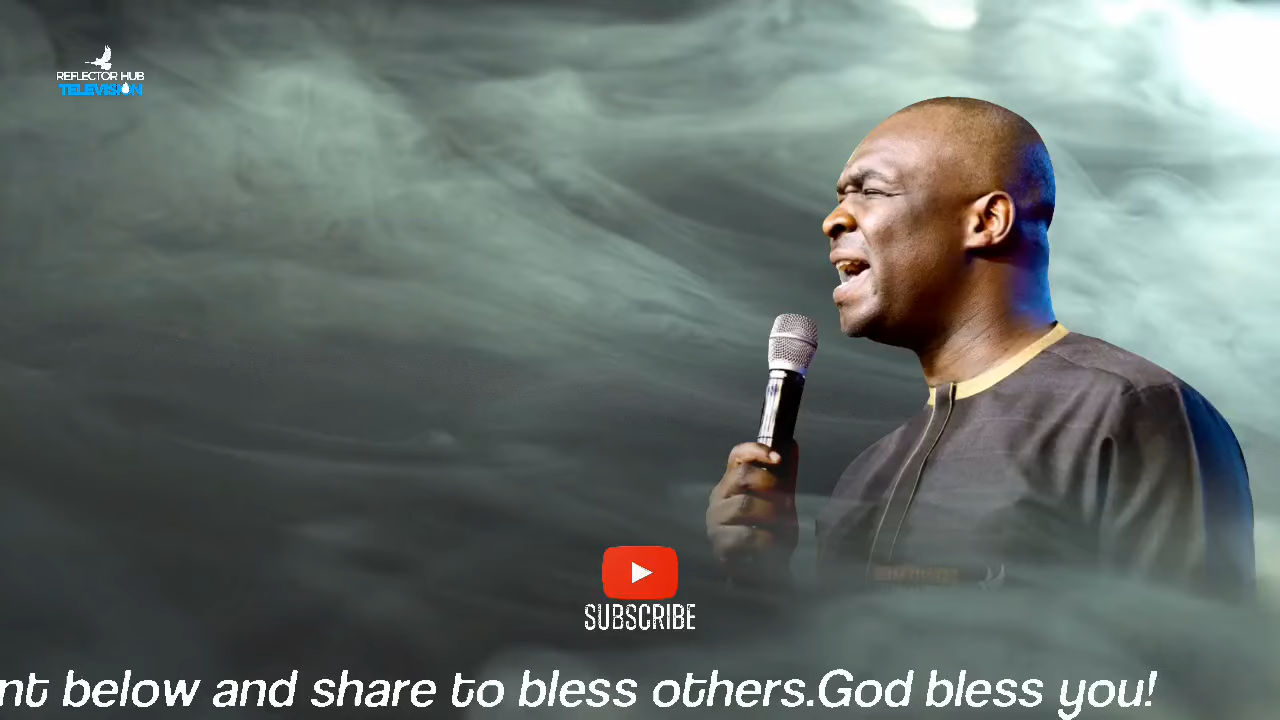 REFLECTOR HUB
TELEVISION
SUBSCRIBE
nt below and share to bless others.God bless you!